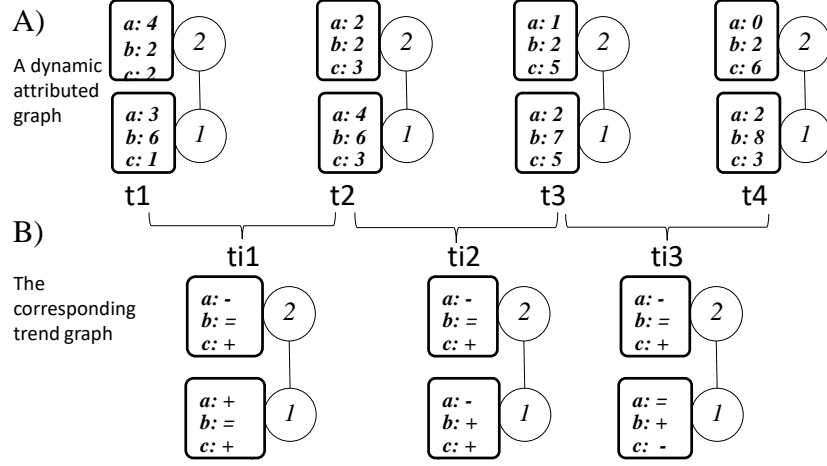 A)
A dynamic
attributed
graph
a: 4
b: 2
c: 2
2
a: 3
b: 6
c: 1
1
t1
a: 2
b: 2
c: 3
2
a: 4
b: 6
c: 3
1
t2
a: 1
b: 2
c: 5
2
a: 2
b: 7
c: 5
1
t3
a: 0
b: 2
c: 6
2
a: 2
b: 8
c: 3
1
t4
B)
The
corresponding
trend graph
ti1
a: -
b: =
c: +
2
a: +
b: =
c: +
1
ti2
a: -
b: =
c: +
2
a: -
b: +
c: +
1
ti3
a: -
b: =
c: +
2
a: =
b: +
c: -
1